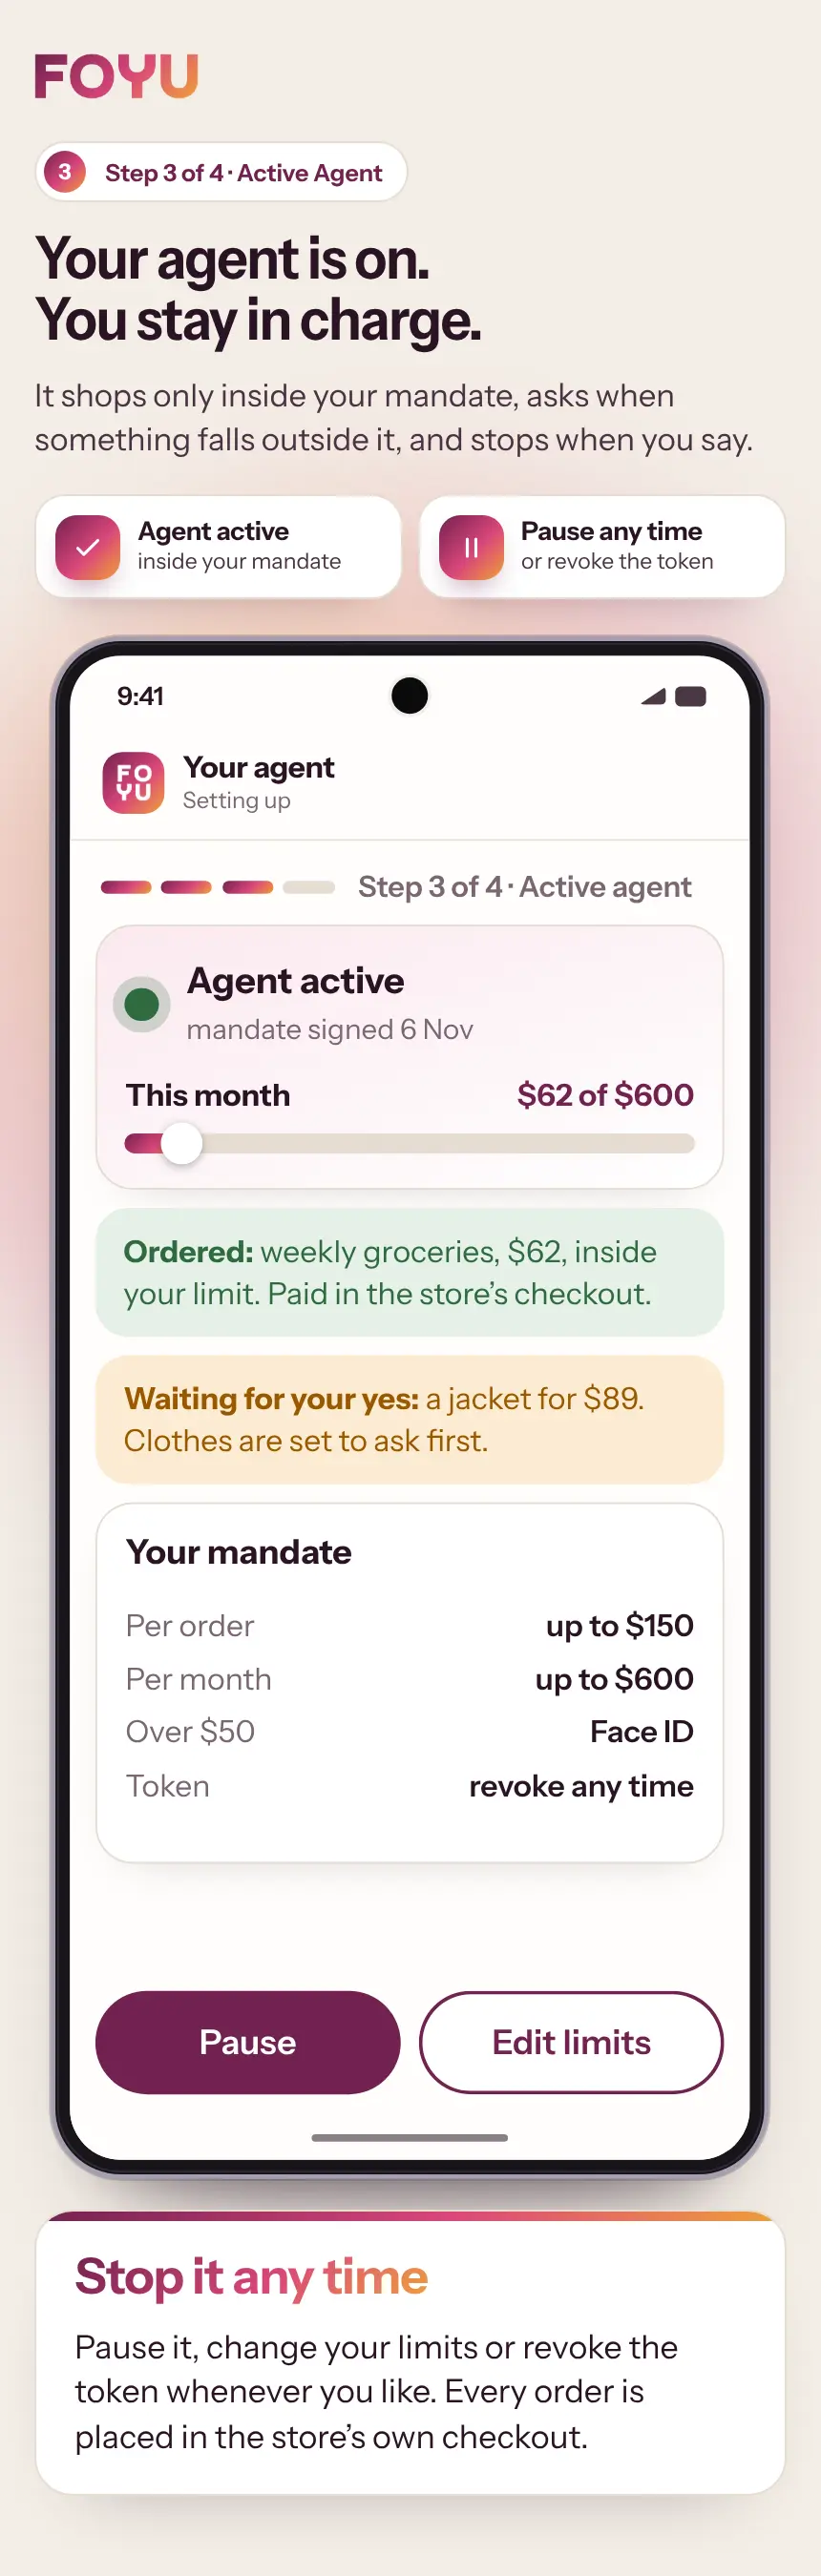 FOYU
3 Step 3 of 4 · Active Agent
Your agent is on.
You stay in charge.
It shops only inside your mandate, asks when
something falls outside it, and stops when you say.
Agent active
inside your mandate
Pause any time
or revoke the token
9:41
FO
YU
Your agent
Setting up
Step 3 of 4 · Active agent
Agent active
mandate signed 6 Nov
This month $62 of $600
Ordered: weekly groceries, $62, inside
your limit. Paid in the store’s checkout.
Waiting for your yes: a jacket for $89.
Clothes are set to ask first.
Your mandate
Per order up to $150
Per month up to $600
Over $50 Face ID
Token revoke any time
Pause
Edit limits
Stop it any time
Pause it, change your limits or revoke the
token whenever you like. Every order is
placed in the store’s own checkout.